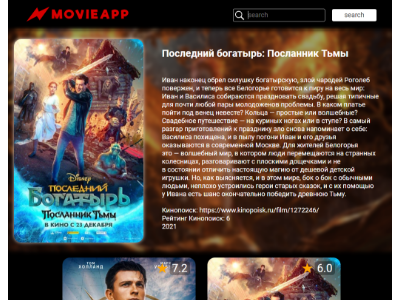 MOVIEAPP
search
search
Последний богатырь: Посланник Тьмы
Иван наконец обрел силушку богатырскую, злой чародей Роголеб
повержен, и теперь все Белогорье готовится к пиру на весь мир:
Иван и Василиса собираются праздновать свадьбу, решая типичные
для почти любой пары молодоженов проблемы. В каком платье
пойти под венец невесте? Кольца — простые или волшебные?
Свадебное путешествие — на курьих ножках или в ступе? В самый
разгар приготовлений к празднику зло снова напоминает о себе:
Василиса похищена, и в пылу погони Иван и его друзья
оказываются в современной Москве. Для жителей Белогорья
это — волшебный мир, в котором люди перемещаются на странных
колесницах, разговаривают с плоскими дощечками и не
в состоянии отличить настоящую магию от дешевой детской
игрушки. Но, как выясняется, и в этом мире, бок о бок с обычными
людьми, неплохо устроились герои старых сказок, и с их помощью
у Ивана есть шанс окончательно победить древнюю Тьму.
Кинопоиск: https://www.kinopoisk.ru/film/1272246/
Рейтинг Кинопоиск: 6
2021
Disney
ПОСЛЕДНИЙ
БОГАТЫРЬ
ПОСЛАННИК ТЬМЫ
В КИНО С 23 ДЕКАБРЯ
ТОМ
ХОЛЛАНД
7.2
6.0